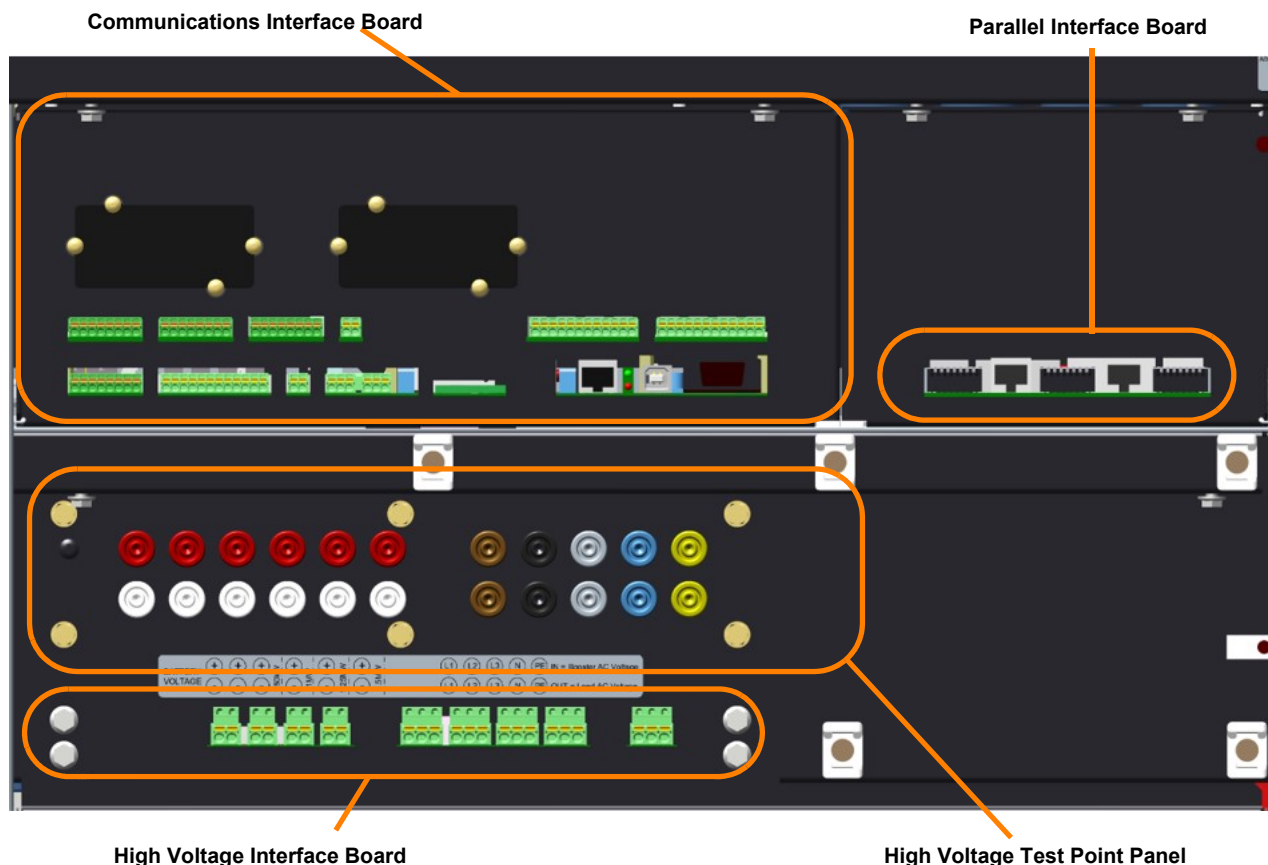 Communications Interface Board
Parallel Interface Board
L1 L2 L3 N PE IN = Booster AC Voltage
VOLTAGE
L1 L2 L3 N PE OUT = Load AC Voltage
High Voltage Interface Board
High Voltage Test Point Panel